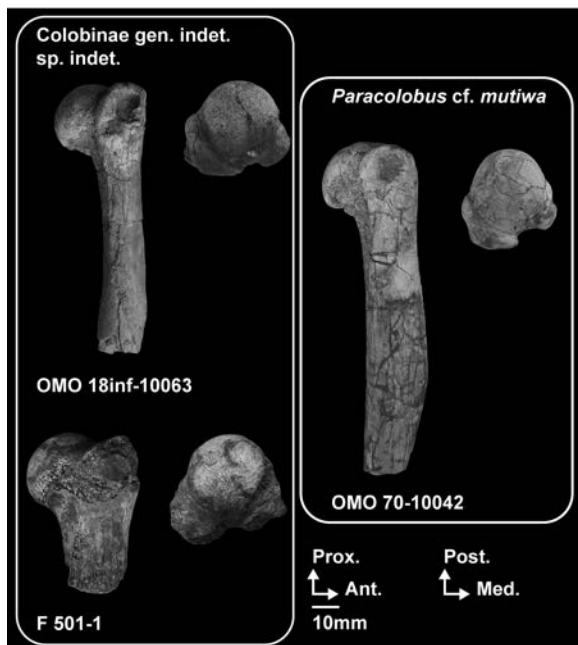 Colobinae gen. indet.
sp. indet.
OMO 18inf-10063
F 501-1
Paracolobus cf. mutiwa
OMO 70-10042
Prox.
Ant.
10mm
Post.
Med.